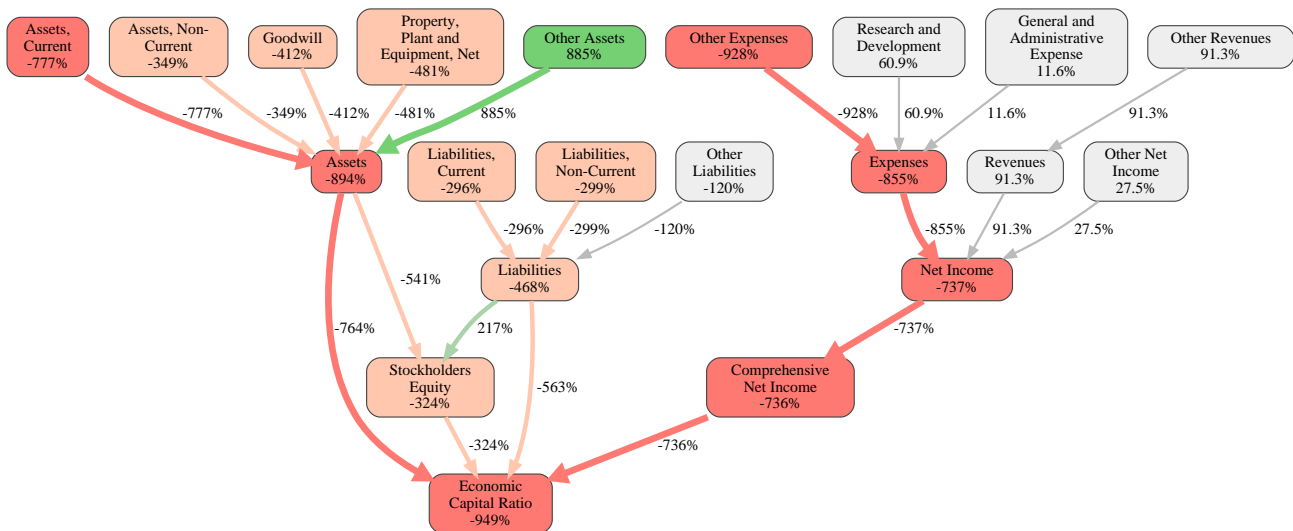 Assets,
Current
-777%
Assets, Non-
Current
-349%
Goodwill
-412%
Property,
Plant and
Equipment, Net
-481%
Other Assets
885%
Other Expenses
-928%
Research and
Development
60.9%
General and
Administrative
Expense
11.6%
Other Revenues
91.3%
-777%
-349%
-412%
-481%
885%
-928%
60.9%
11.6%
91.3%
Assets
-894%
Liabilities,
Current
-296%
Liabilities,
Non-Current
-299%
Other
Liabilities
-120%
Expenses
-855%
Revenues
91.3%
Other Net
Income
27.5%
-296%
-299%
-120%
-855%
91.3%
27.5%
-541%
Liabilities
-468%
Net Income
-737%
-764%
217%
-737%
Stockholders
Equity
-324%
-563%
Comprehensive
Net Income
-736%
-324%
-736%
Economic
Capital Ratio
-949%